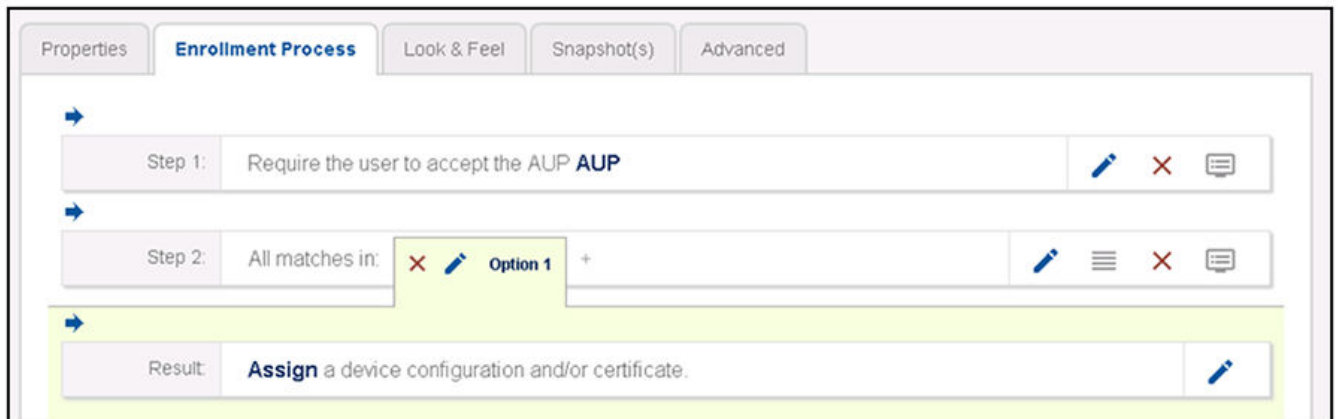 Properties Enrollment Process Look & Feel Snapshot(s) Advanced
Step 1: Require the user to accept the AUP AUP
Step 2: All matches in: Option 1 +
Result: Assign a device configuration and/or certificate.